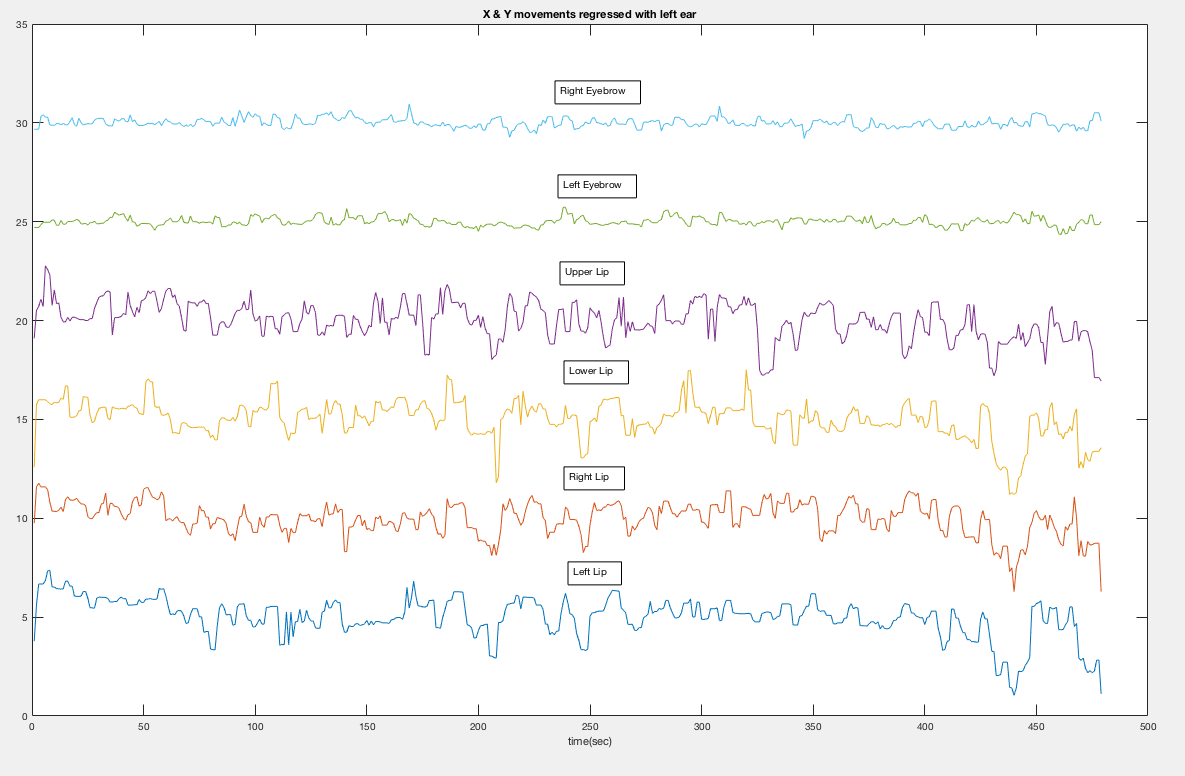 X & Y movements regressed with left ear
35
30
25
20
15
10
5
0
Right Eyebrow
Left Eyebrow
Upper Lip
Lower Lip
Right Lip
Left Lip
0 50 100 150 200 250 300 350 400 450 500
time(sec)